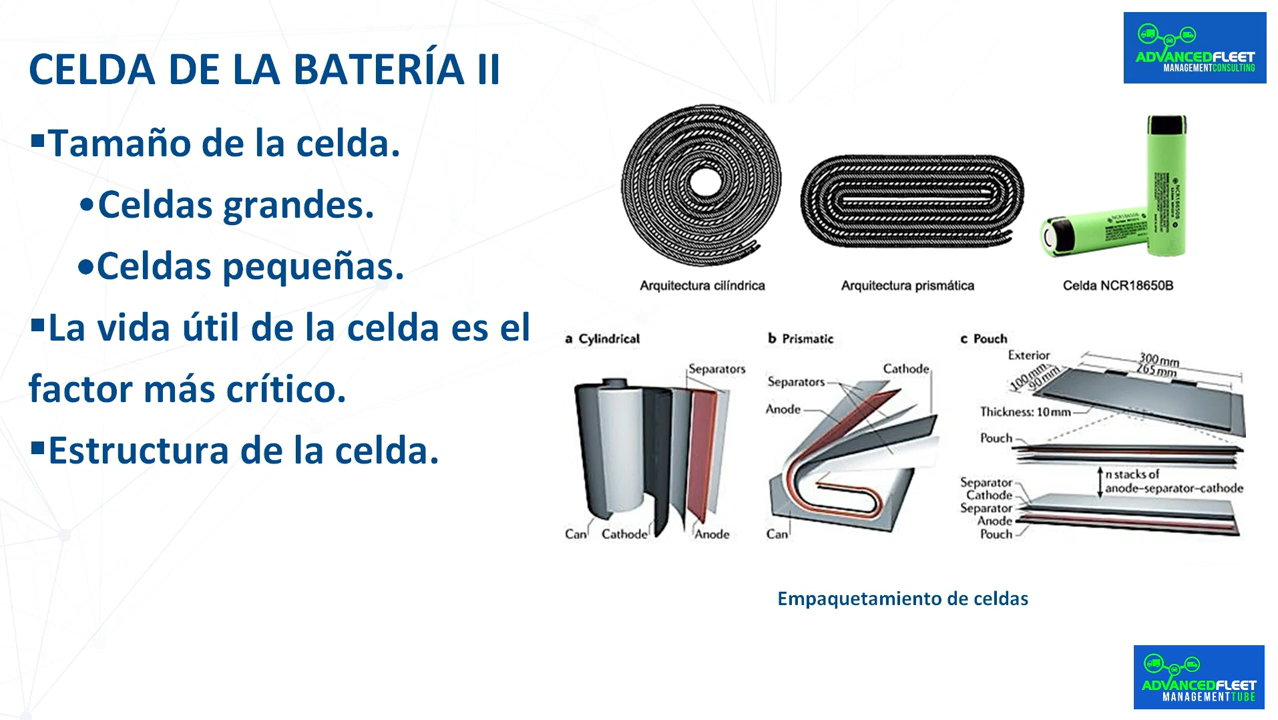 CELDA DE LA BATERÍA II
▪Tamaño de la celda.
•Celdas grandes.
•Celdas pequeñas.
▪La vida útil de la celda es el
factor más crítico.
▪Estructura de la celda.
ADVANCEDFLEET
MANAGEMENTCONSULTING
Arquitectura cilíndrica
Arquitectura prismática
NCR18650B
NCR18650B
Celda NCR18650B
a Cylindrical
Separators
Can
Cathode
Anode
b Prismatic
Cathode
Separators
Anode
Can
c Pouch
Exterior
300 mm
265 mm
100 mm
90 mm
Thickness: 10 mm
Pouch
n stacks of
anode–separator–cathode
Separator
Cathode
Separator
Anode
Pouch
Empaquetamiento de celdas
ADVANCEDFLEET
MANAGEMENTTUBE